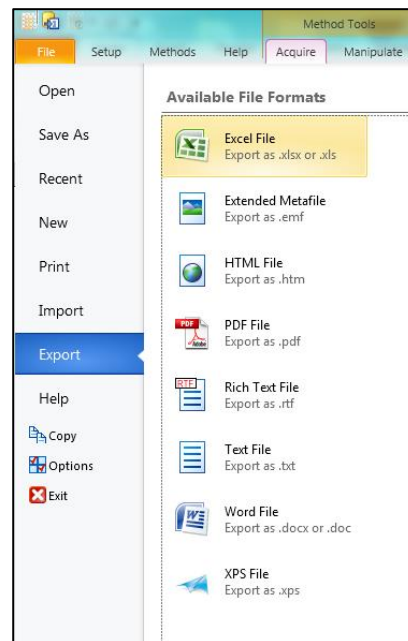 Method Tools
File Setup Methods Help Acquire Manipulate
Open
Save As
Recent
New
Print
Import
Export
Help
Copy
Options
Exit
Available File Formats
Excel File
Export as .xlsx or .xls
Extended Metafile
Export as .emf
HTML File
Export as .htm
PDF File
Export as .pdf
Rich Text File
Export as .rtf
Text File
Export as .txt
Word File
Export as .docx or .doc
XPS File
Export as .xps
PDF
Adobe
RTF